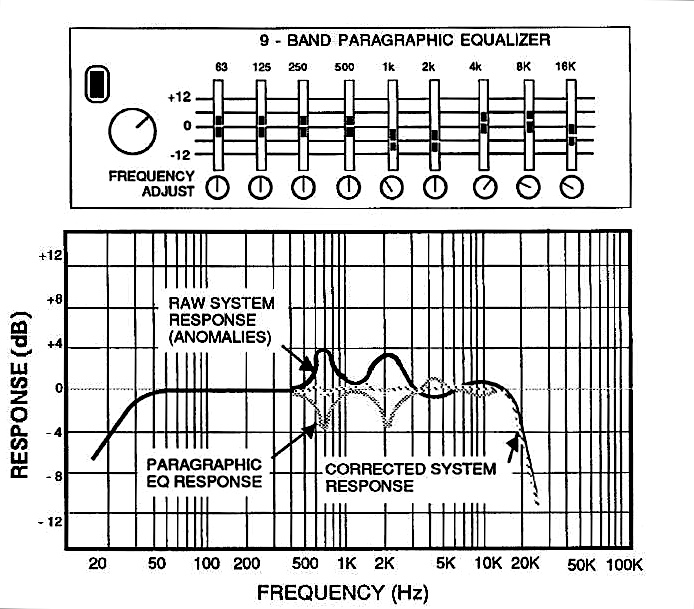 9 - BAND PARAGRAPHIC EQUALIZER
63 125 250 500 1k 2k 4k 8K 16K
+12
0
-12
FREQUENCY
ADJUST
+12
+8
+4
0
- 4
- 8
- 12
RESPONSE (dB)
RAW SYSTEM
RESPONSE
(ANOMALIES)
PARAGRAPHIC
EQ RESPONSE
CORRECTED SYSTEM
RESPONSE
20 50 100 200 500 1K 2K 5K 10K 20K 50K 100K
FREQUENCY (Hz)